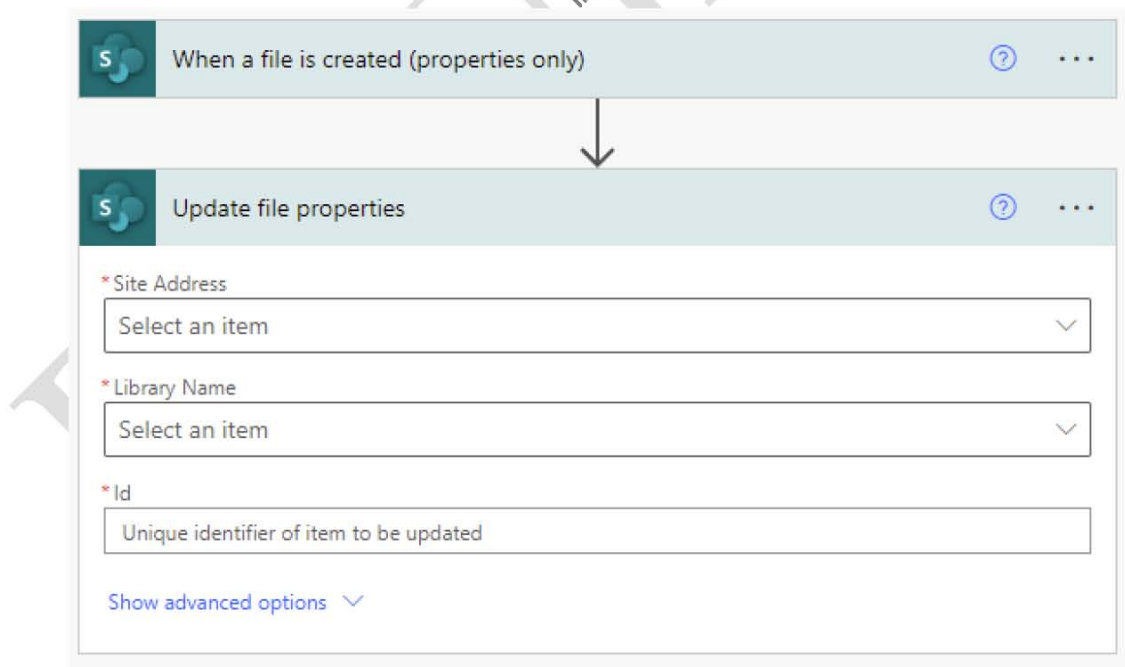 When a file is created (properties only)
Update file properties
* Site Address
Select an item
* Library Name
Select an item
* Id
Unique identifier of item to be updated
Show advanced options